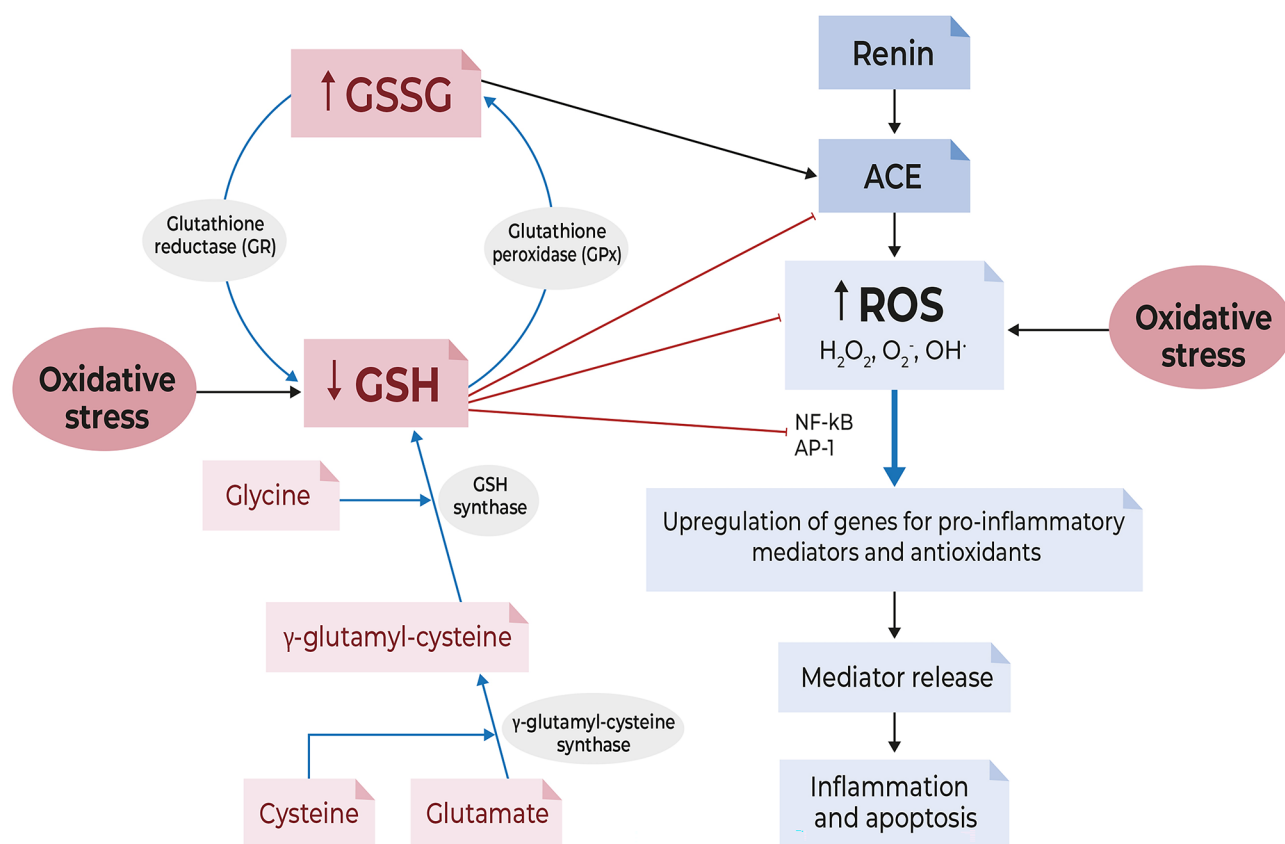 ↑ GSSG
Renin
ACE
Glutathione
reductase (GR)
Glutathione
peroxidase (GPx)
↑ ROS
H₂O₂, O₂⁻, OH·
Oxidative
stress
Oxidative
stress
↓ GSH
NF-kB
AP-1
Glycine
GSH
synthase
Upregulation of genes for pro-inflammatory
mediators and antioxidants
γ-glutamyl-cysteine
Mediator release
γ-glutamyl-cysteine
synthase
Cysteine
Glutamate
Inflammation
and apoptosis